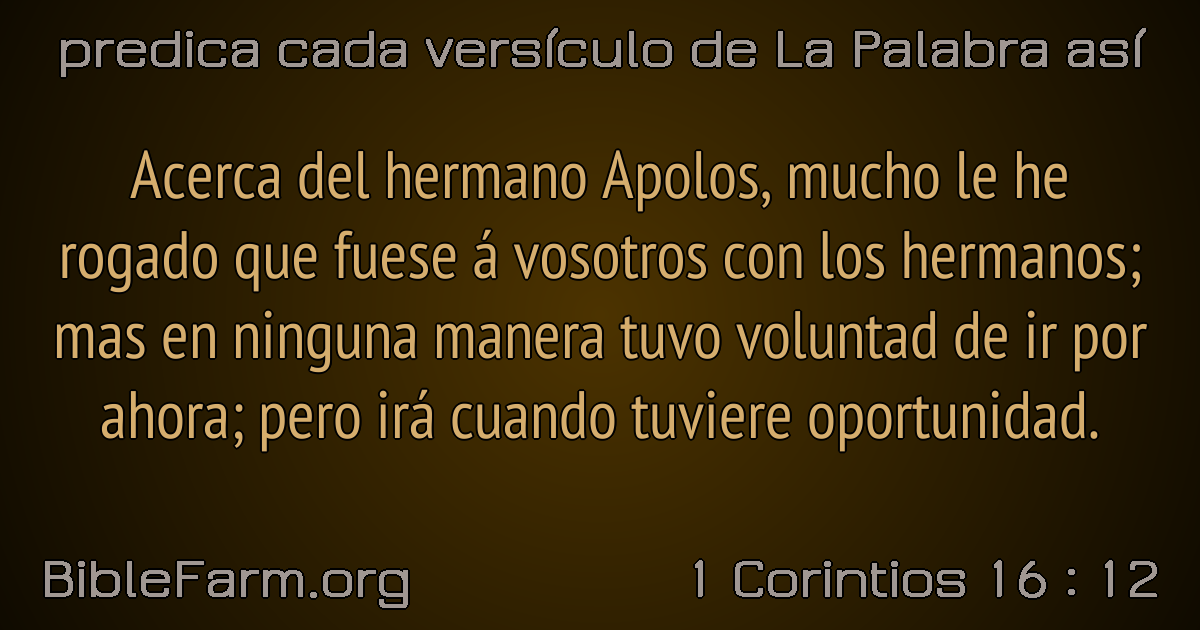 predica cada versículo de La Palabra así
Acerca del hermano Apolos, mucho le he
rogado que fuese á vosotros con los hermanos;
mas en ninguna manera tuvo voluntad de ir por
ahora; pero irá cuando tuviere oportunidad.
BibleFarm.org
1 Corintios 16 : 12